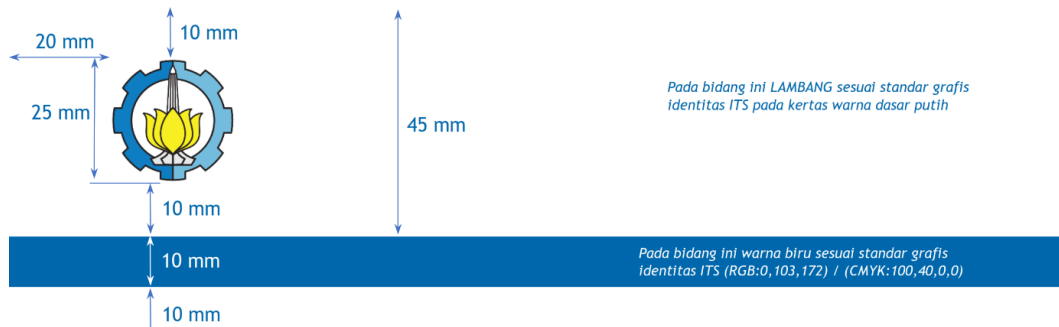 10 mm
20 mm
25 mm
45 mm
Pada bidang ini LAMBANG sesuai standar grafis
identitas ITS pada kertas warna dasar putih
10 mm
10 mm
Pada bidang ini warna biru sesuai standar grafis
identitas ITS (RGB:0,103,172) / (CMYK:100,40,0,0)
10 mm